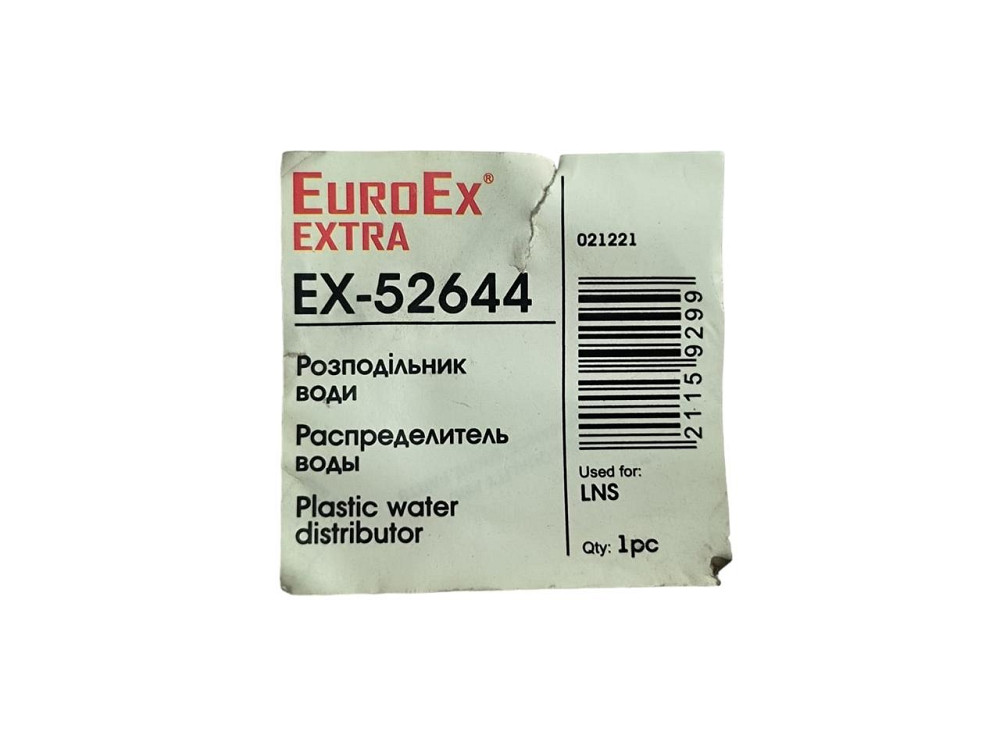 EUROEX®
EXTRA
EX-52644
Розподільник
води
Распределитель
воды
Plastic water
distributor
021221
2115 9299
Used for:
LNS
Qty: 1pc